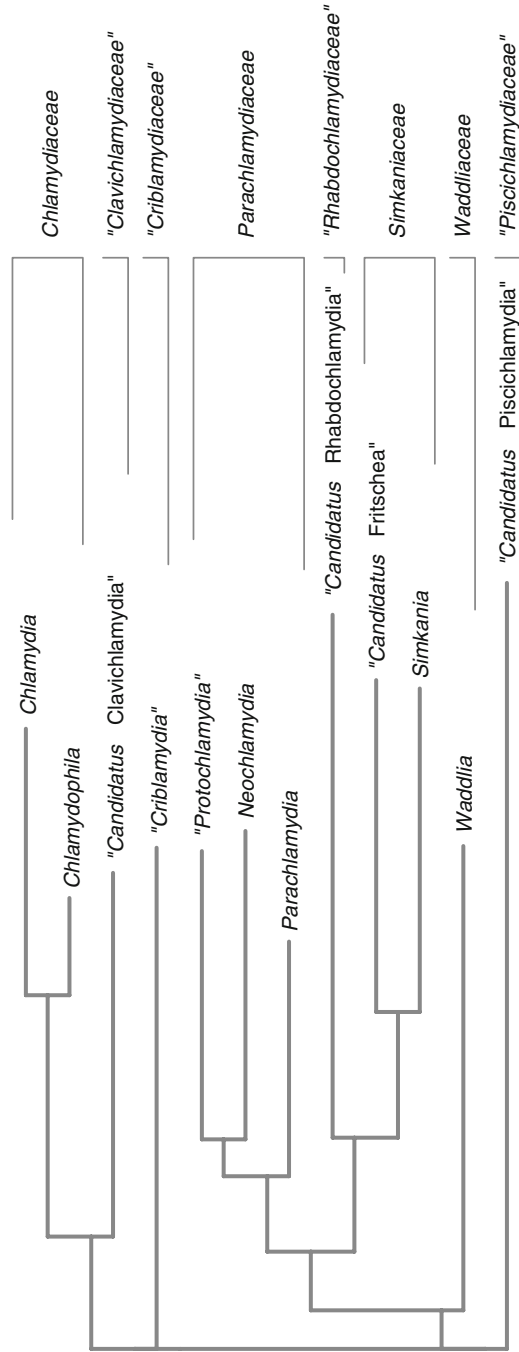 Chlamydiaceae
"Clavichlamydiaceae"
"Criblamydiaceae"
Parachlamydiaceae
"Rhabdochlamydiaceae"
Simkaniaceae
Waddliaceae
"Piscichlamydiaceae"
Chlamydia
Chlamydophila
"Candidatus Clavichlamydia"
"Criblamydia"
"Protochlamydia"
Neochlamydia
Parachlamydia
"Candidatus Rhabdochlamydia"
"Candidatus Fritschea"
Simkania
Waddlia
"Candidatus Piscichlamydia"